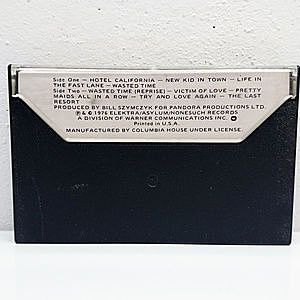 Side One — HOTEL CALIFORNIA — NEW KID IN TOWN — LIFE IN
THE FAST LANE — WASTED TIME
Side Two — WASTED TIME (REPRISE) — VICTIM OF LOVE — PRETTY
MAIDS ALL IN A ROW — TRY AND LOVE AGAIN — THE LAST
RESORT
PRODUCED BY BILL SZYMCZYK FOR PANDORA PRODUCTIONS LTD.
℗ & © 1976 ELEKTRA/ASYLUM/NONESUCH RECORDS
A DIVISION OF WARNER COMMUNICATIONS INC.
Printed in U.S.A.
MANUFACTURED BY COLUMBIA HOUSE UNDER LICENSE.